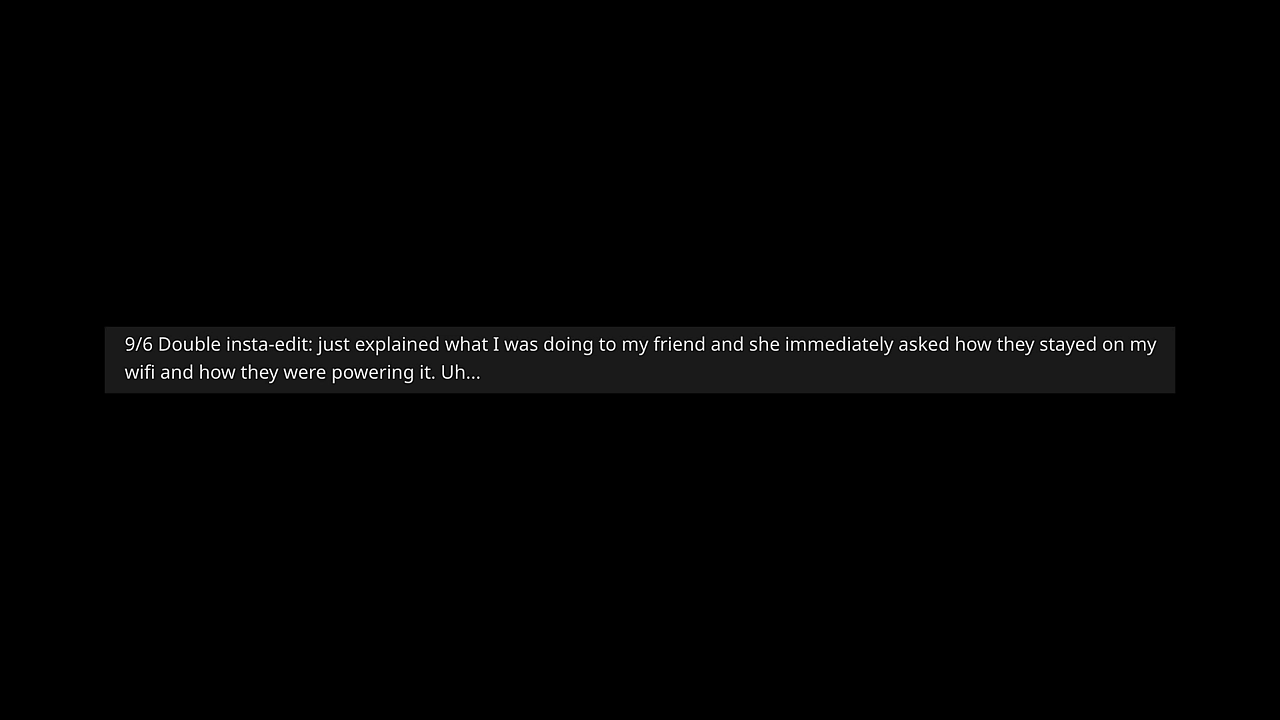 9/6 Double insta-edit: just explained what I was doing to my friend and she immediately asked how they stayed on my
wifi and how they were powering it. Uh...